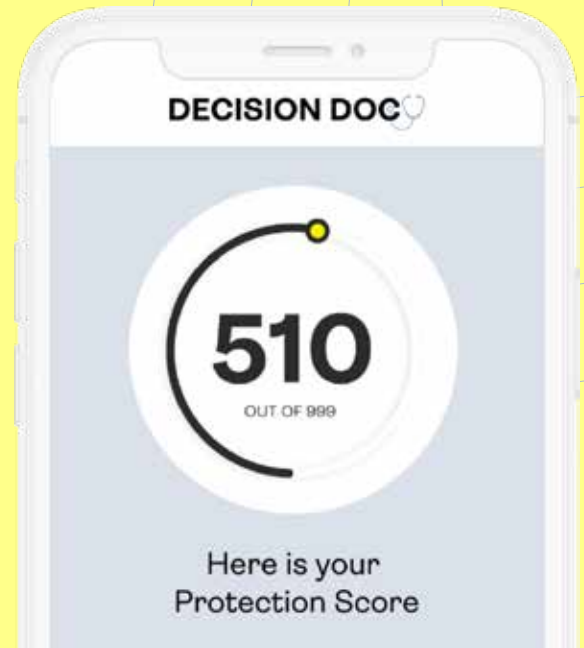 DECISION DOC
510
OUT OF 999
Here is your
Protection Score